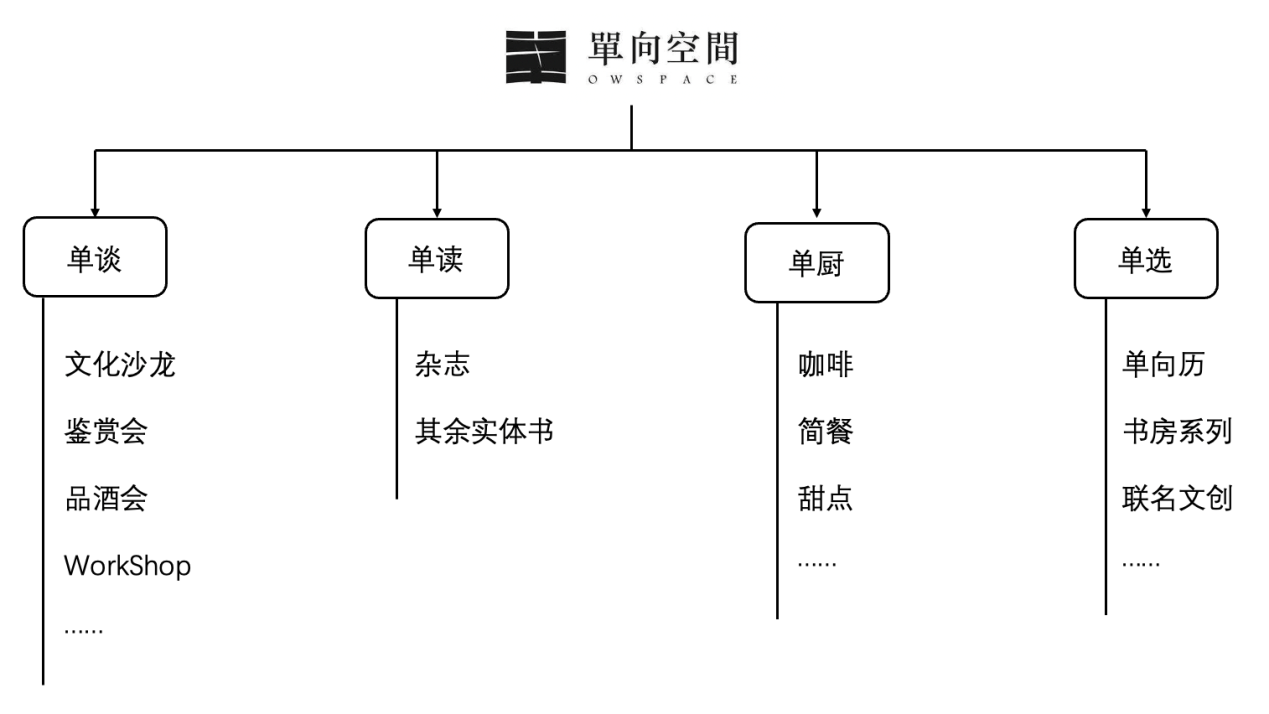 單向空間
OWSPACE
单谈
文化沙龙
鉴赏会
品酒会
WorkShop
……
单读
杂志
其余实体书
单厨
咖啡
简餐
甜点
……
单选
单向历
书房系列
联名文创
……